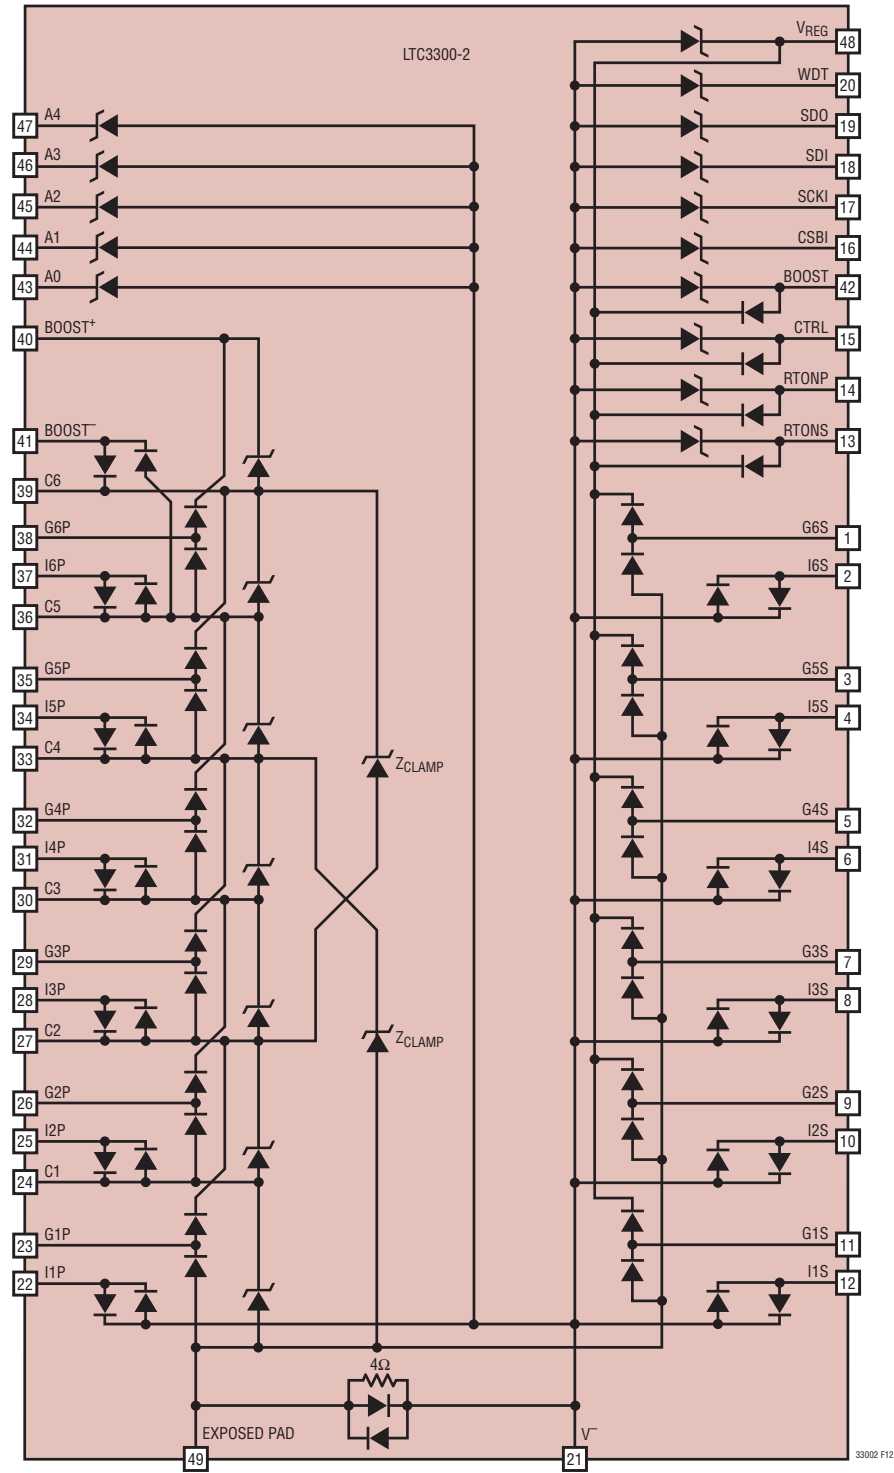 LTC3300-2
VREG
48
WDT
20
SDO
19
SDI
18
SCKI
17
CSBI
16
BOOST
42
CTRL
15
RTONP
14
RTONS
13
47
A4
46
A3
45
A2
44
A1
43
A0
40
BOOST+
41
BOOST–
39
C6
38
G6P
37
I6P
36
C5
35
G5P
34
I5P
33
C4
32
G4P
31
I4P
30
C3
29
G3P
28
I3P
27
C2
26
G2P
25
I2P
24
C1
23
G1P
22
I1P
ZCLAMP
ZCLAMP
G6S
1
I6S
2
G5S
3
I5S
4
G4S
5
I4S
6
G3S
7
I3S
8
G2S
9
I2S
10
G1S
11
I1S
12
4Ω
EXPOSED PAD
49
V–
21
33002 F12